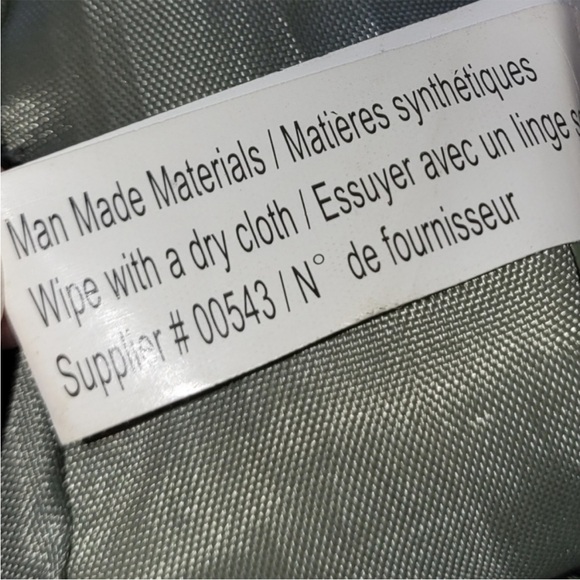 Man Made Materials / Matières synthétiques
Wipe with a dry cloth / Essuyer avec un linge
Supplier # 00543 / N° de fournisseur